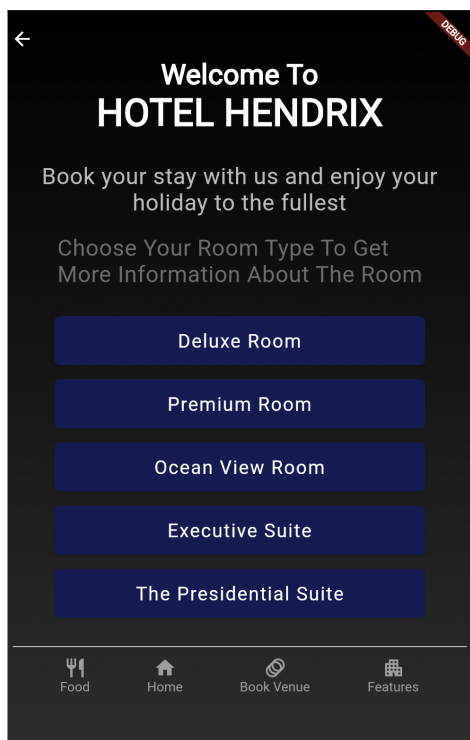 DEBUG
Welcome To
HOTEL HENDRIX
Book your stay with us and enjoy your
holiday to the fullest
Choose Your Room Type To Get
More Information About The Room
Deluxe Room
Premium Room
Ocean View Room
Executive Suite
The Presidential Suite
Food
Home
Book Venue
Features